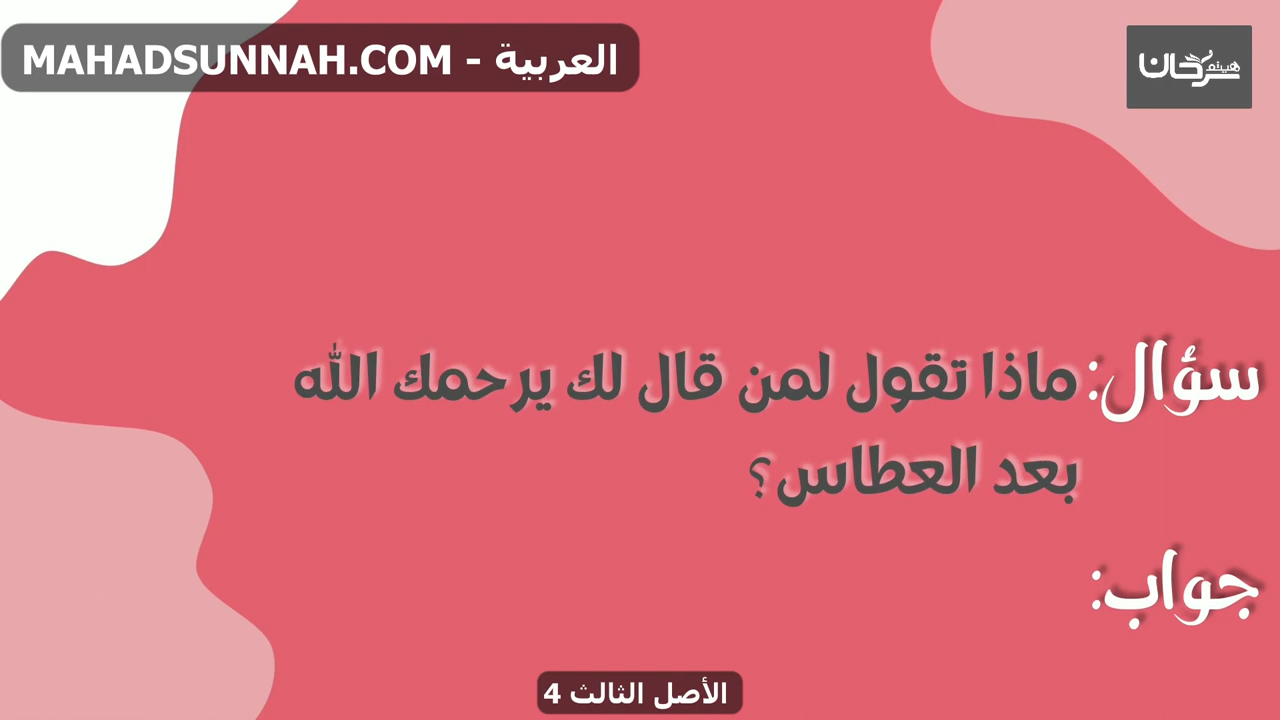 العربية - MAHADSUNNAH.COM
هيثم سرحان
سؤال: ماذا تقول لمن قال لك يرحمك الله
بعد العطاس؟
جواب:
الأصل الثالث 4